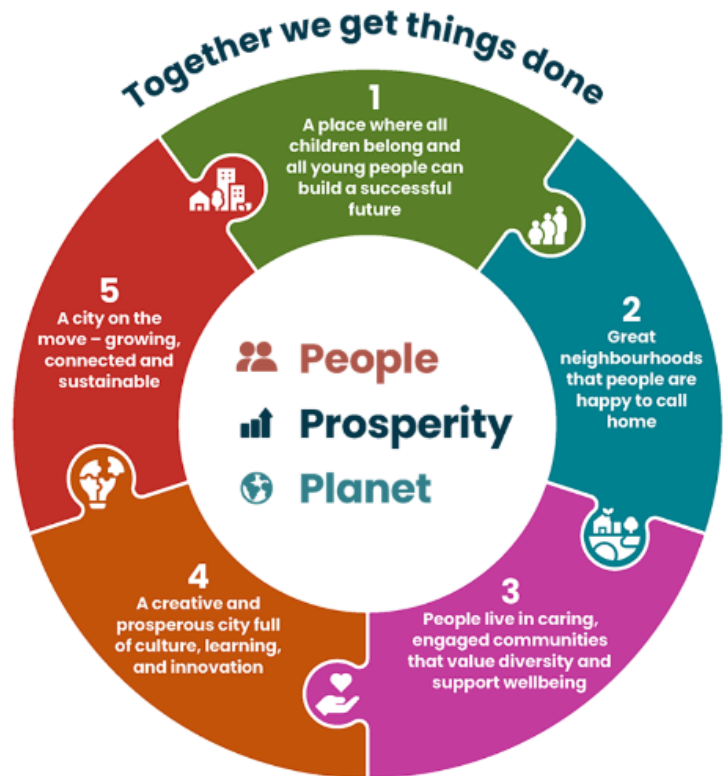 Together we get things done
1
A place where all
children belong and
all young people can
build a successful
future
2
Great
neighbourhoods
that people are
happy to call
home
3
People live in caring,
engaged communities
that value diversity and
support wellbeing
4
A creative and
prosperous city full
of culture, learning,
and innovation
5
A city on the
move – growing,
connected and
sustainable
People
Prosperity
Planet